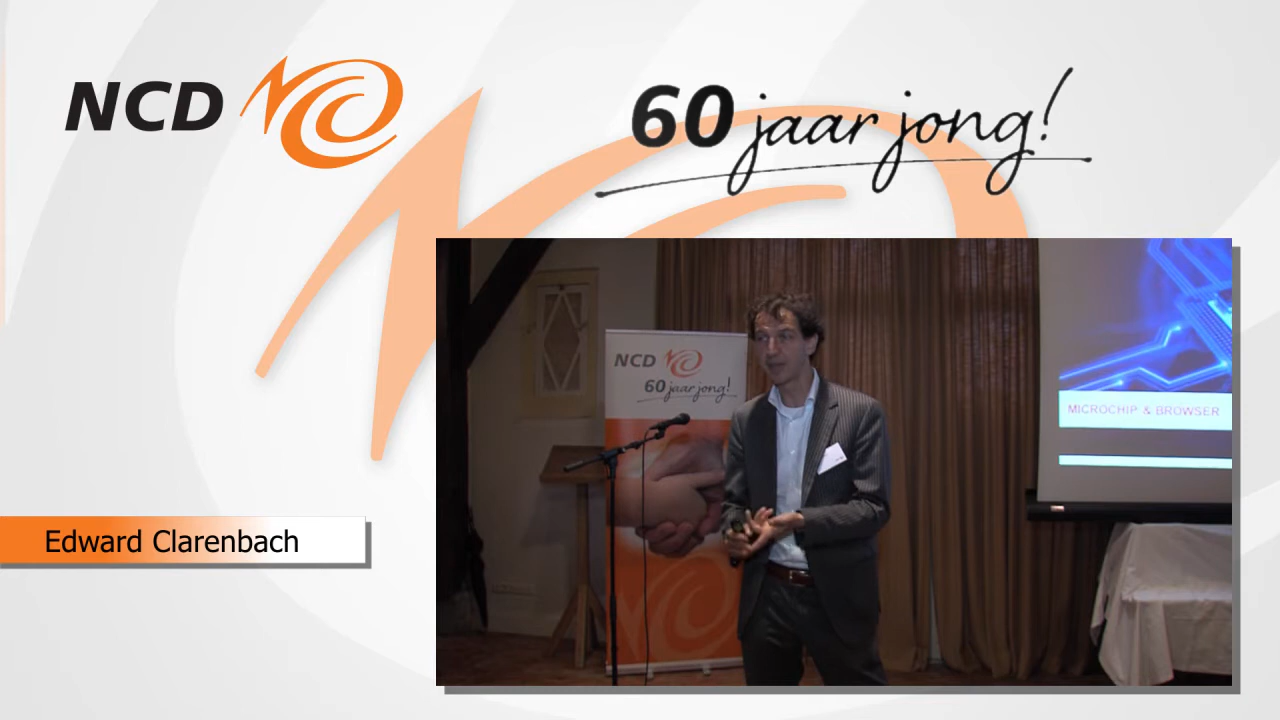 NCD
60 jaar jong!
NCD
60 jaar jong!
MICROCHIP & BROWSER
Edward Clarenbach